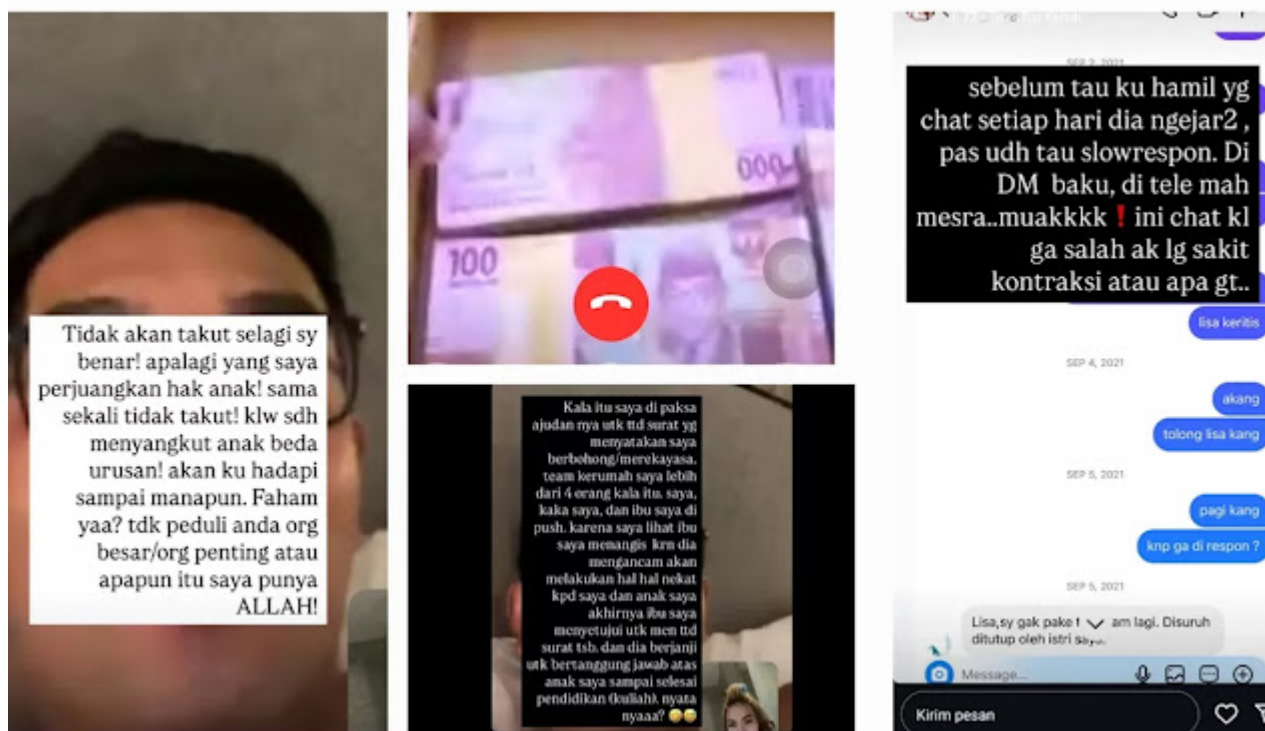 Tidak akan takut selagi sy
benar! apalagi yang saya
perjuangkan hak anak! sama
sekali tidak takut! klw sdh
menyangkut anak beda
urusan! akan ku hadapi
sampai manapun. Faham
yaa? tdk peduli anda org
besar/org penting atau
apapun itu saya punya
ALLAH!
000
100
Kala itu saya di paksa
ajudan nya utk ttd surat yg
menyatakan saya
berbohong/merekayasa.
team kerumah saya lebih
dari 4 orang kala itu. saya,
kaka saya, dan ibu saya di
push. karena saya lihat ibu
saya menangis krn dia
mengancam akan
melakukan hal hal nekat
kpd saya dan anak saya
akhirnya ibu saya
menyetujui utk men ttd
surat tsb. dan dia berjanji
utk bertanggung jawab atas
anak saya sampai selesai
pendidikan (kuliah). nyata
nyaaa? 😅😅
SEP 2, 2021
sebelum tau ku hamil yg
chat setiap hari dia ngejar2 ,
pas udh tau slowrespon. Di
DM baku, di tele mah
mesra..muakkkk❗ini chat kl
ga salah ak lg sakit
kontraksi atau apa gt..
lisa keritis
SEP 4, 2021
akang
tolong lisa kang
SEP 5, 2021
pagi kang
knp ga di respon ?
SEP 5, 2021
Lisa,sy gak pake am lagi. Disuruh
ditutup oleh istri
Message...
Kirim pesan